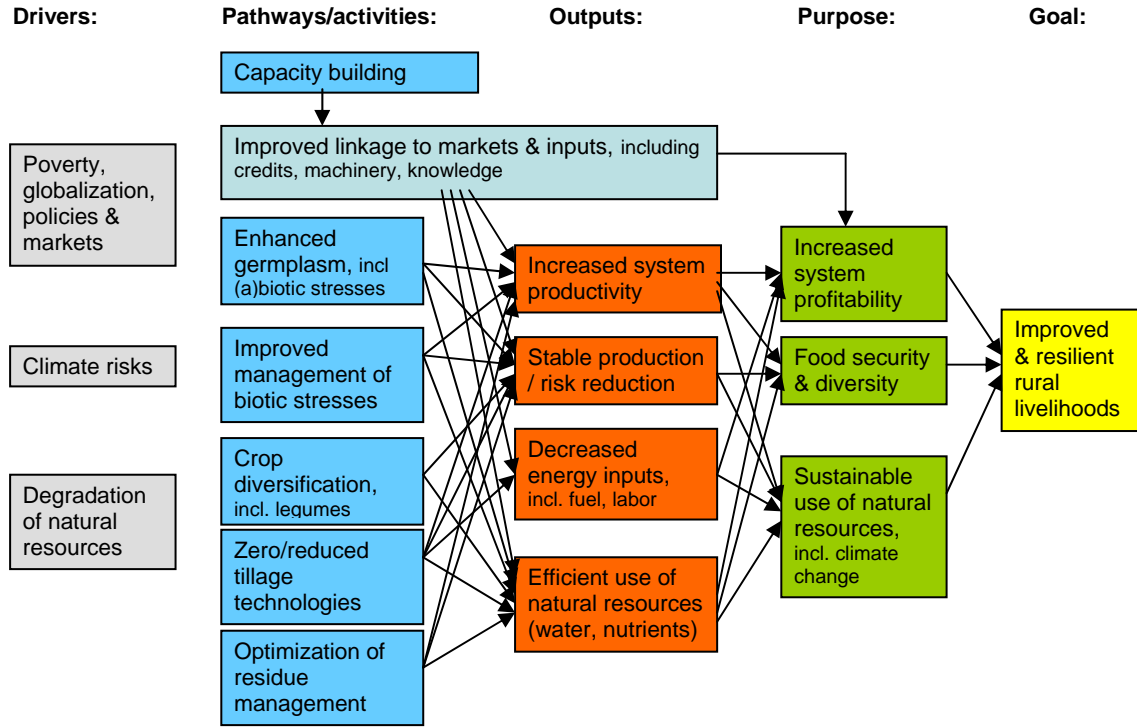 Drivers:
Pathways/activities:
Outputs:
Purpose:
Goal:
Poverty,
globalization,
policies &
markets
Climate risks
Degradation
of natural
resources
Capacity building
Improved linkage to markets & inputs, including
credits, machinery, knowledge
Enhanced
germplasm, incl
(a)biotic stresses
Improved
management of
biotic stresses
Crop
diversification,
incl. legumes
Zero/reduced
tillage
technologies
Optimization of
residue
management
Increased system
productivity
Stable production
/ risk reduction
Decreased
energy inputs,
incl. fuel, labor
Efficient use of
natural resources
(water, nutrients)
Increased
system
profitability
Food security
& diversity
Sustainable
use of natural
resources,
incl. climate
change
Improved
& resilient
rural
livelihoods